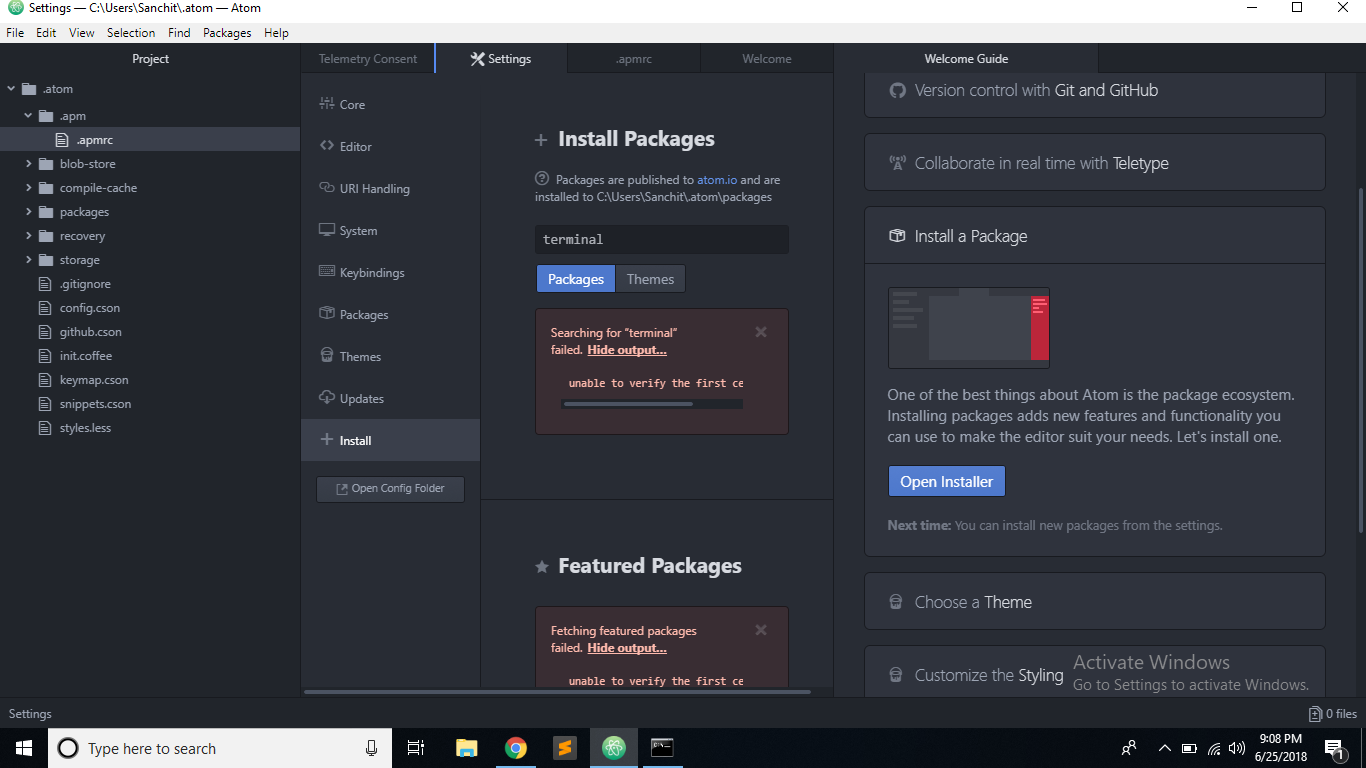 Settings — C:\Users\Sanchit\.atom — Atom
File Edit View Selection Find Packages Help
Project
.atom
.apm
.apmrc
blob-store
compile-cache
packages
recovery
storage
.gitignore
config.cson
github.cson
init.coffee
keymap.cson
snippets.cson
styles.less
Telemetry Consent
Settings
.apmrc
Welcome
Core
Editor
URI Handling
System
Keybindings
Packages
Themes
Updates
Install
Open Config Folder
Install Packages
Packages are published to atom.io and are
installed to C:\Users\Sanchit\.atom\packages
terminal
Packages
Themes
Searching for “terminal”
failed. Hide output...
unable to verify the first ce
Featured Packages
Fetching featured packages
failed. Hide output...
unable to verify the first ce
Welcome Guide
Version control with Git and GitHub
Collaborate in real time with Teletype
Install a Package
One of the best things about Atom is the package ecosystem.
Installing packages adds new features and functionality you
can use to make the editor suit your needs. Let's install one.
Open Installer
Next time: You can install new packages from the settings.
Choose a Theme
Customize the Styling
Activate Windows
Go to Settings to activate Windows.
Settings
0 files
Type here to search
9:08 PM
6/25/2018
1